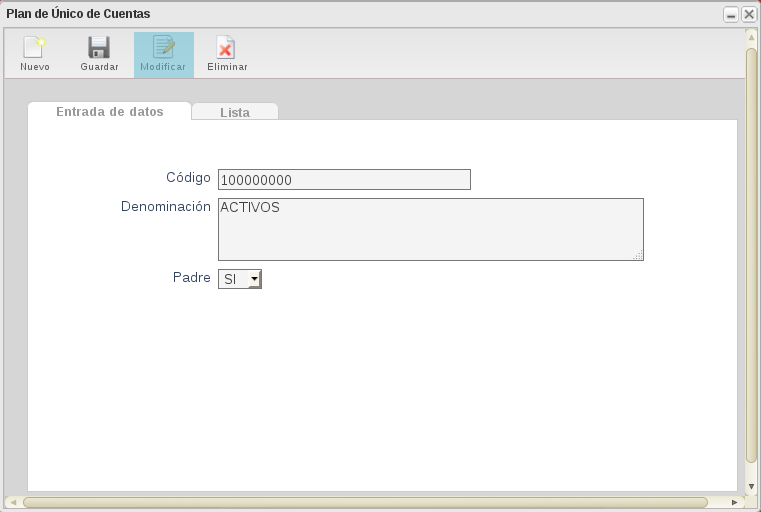 Plan de Único de Cuentas
Nuevo Guardar Modificar Eliminar
Entrada de datos Lista
Código 100000000
Denominación ACTIVOS
Padre SI